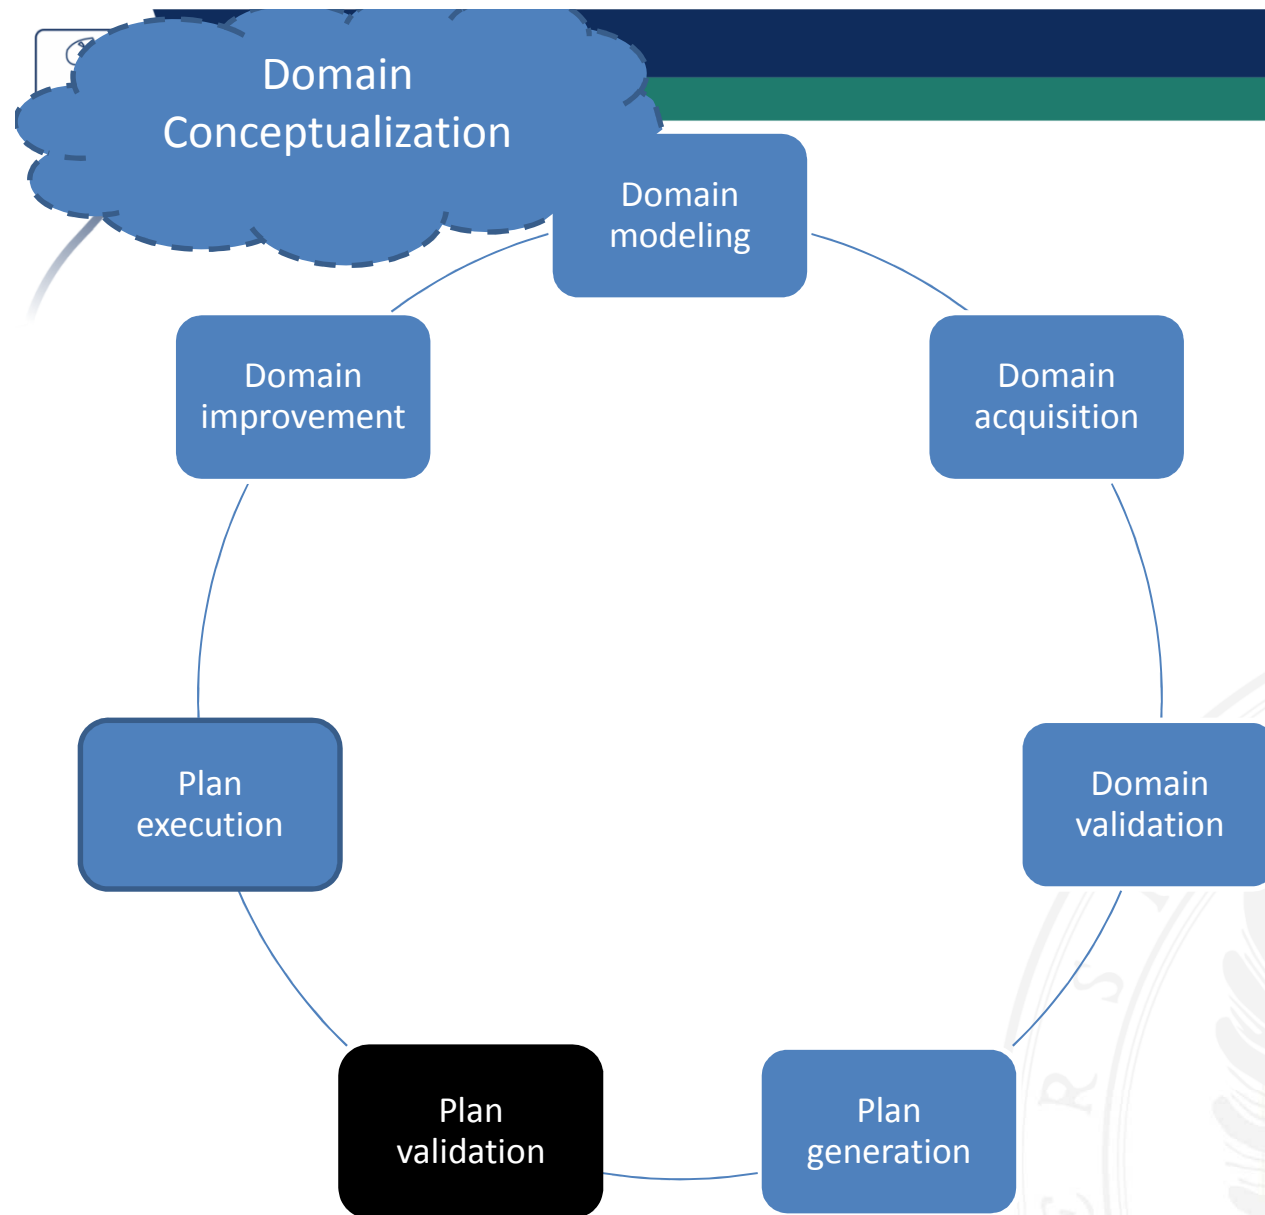 Domain
Conceptualization
Domain
modeling
Domain
improvement
Domain
acquisition
Plan
execution
Domain
validation
Plan
validation
Plan
generation
E R S